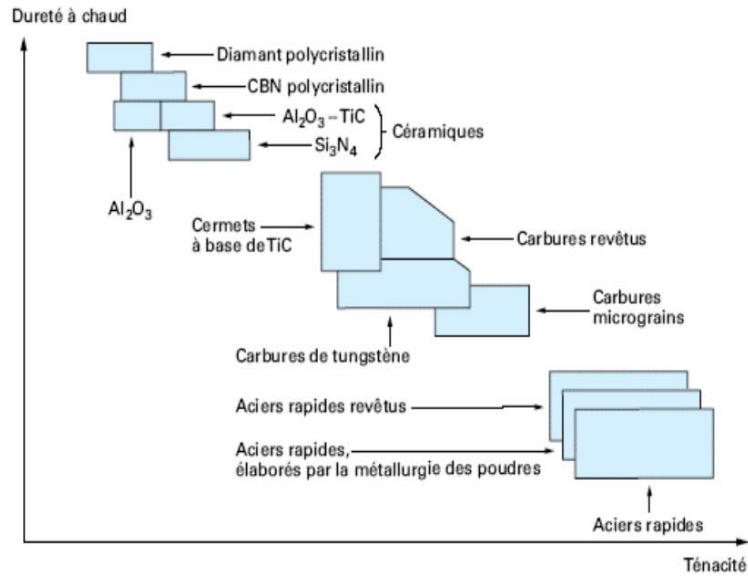 Dureté à chaud
Diamant polycristallin
CBN polycristallin
Al₂O₃ – TiC
Céramiques
Si₃N₄
Al₂O₃
Cermets
à base de TiC
Carbures revêtus
Carbures
micrograins
Carbures de tungstène
Aciers rapides revêtus
Aciers rapides,
élaborés par la métallurgie des poudres
Aciers rapides
Ténacité